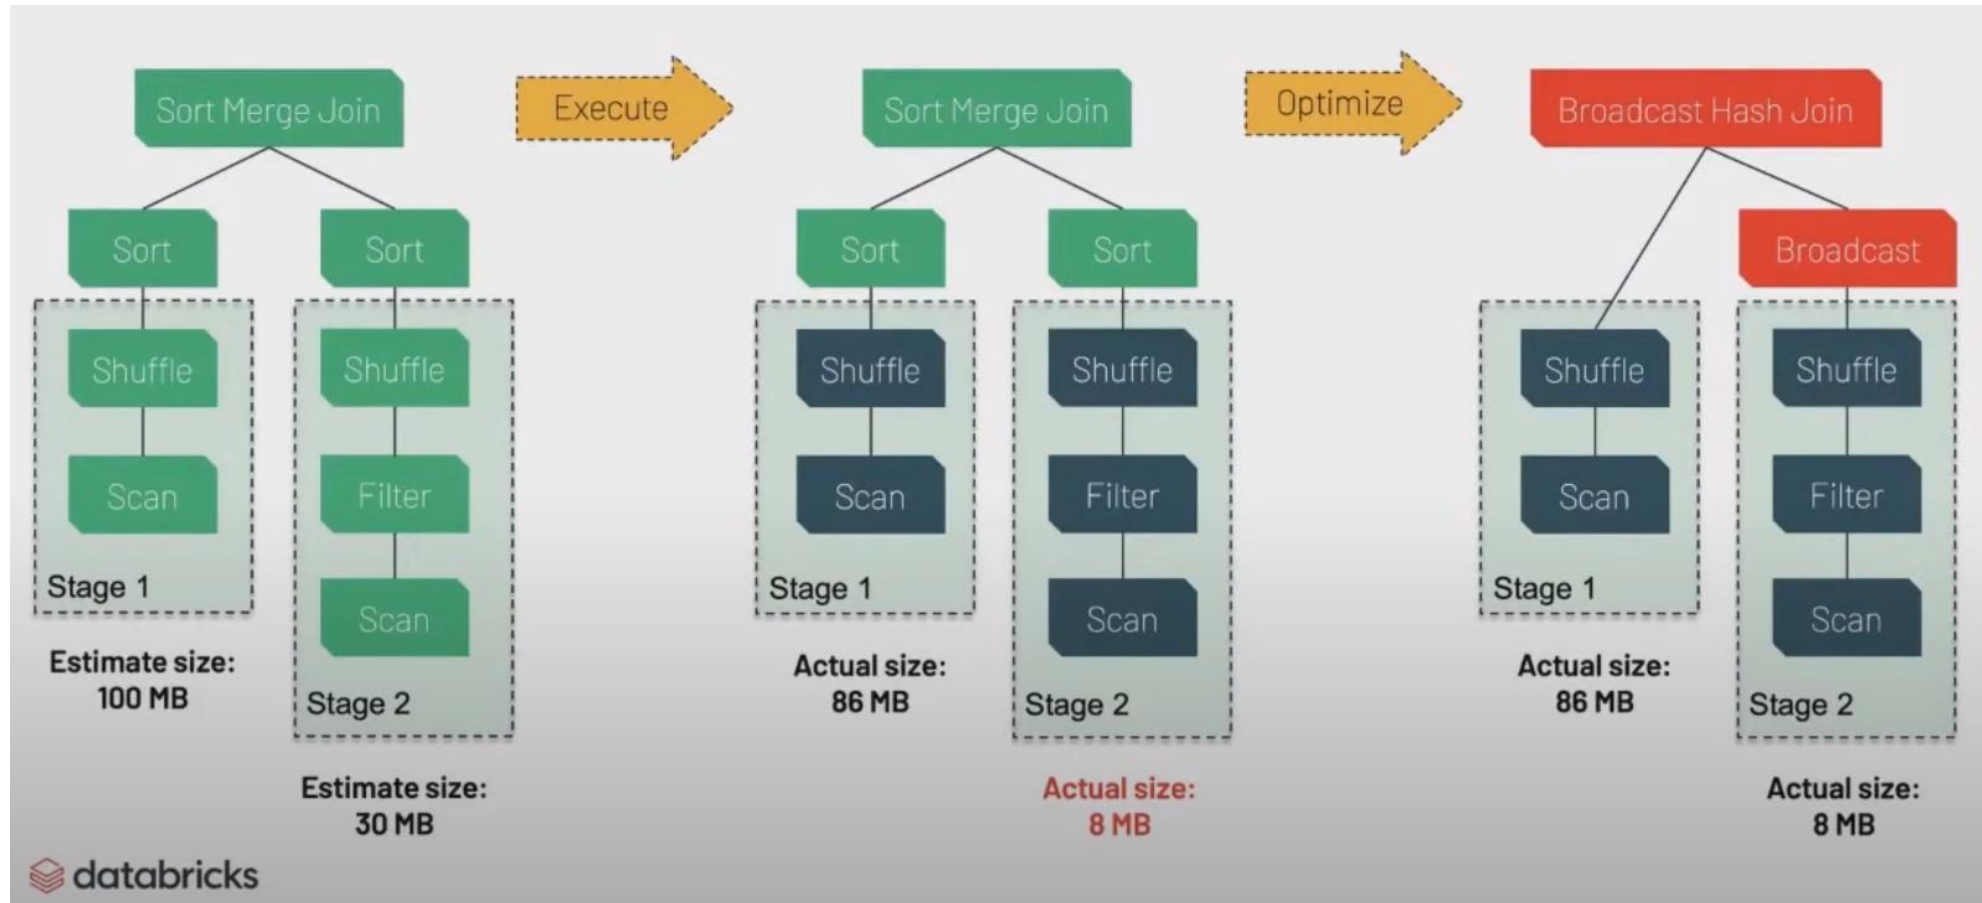 Sort Merge Join
Execute
Sort Merge Join
Optimize
Broadcast Hash Join
Sort
Sort
Sort
Sort
Broadcast
Shuffle
Shuffle
Shuffle
Shuffle
Shuffle
Shuffle
Scan
Filter
Scan
Filter
Scan
Filter
Stage 1
Scan
Stage 1
Scan
Stage 1
Scan
Estimate size:
100 MB
Stage 2
Actual size:
86 MB
Stage 2
Actual size:
86 MB
Stage 2
Estimate size:
30 MB
Actual size:
8 MB
Actual size:
8 MB
databricks